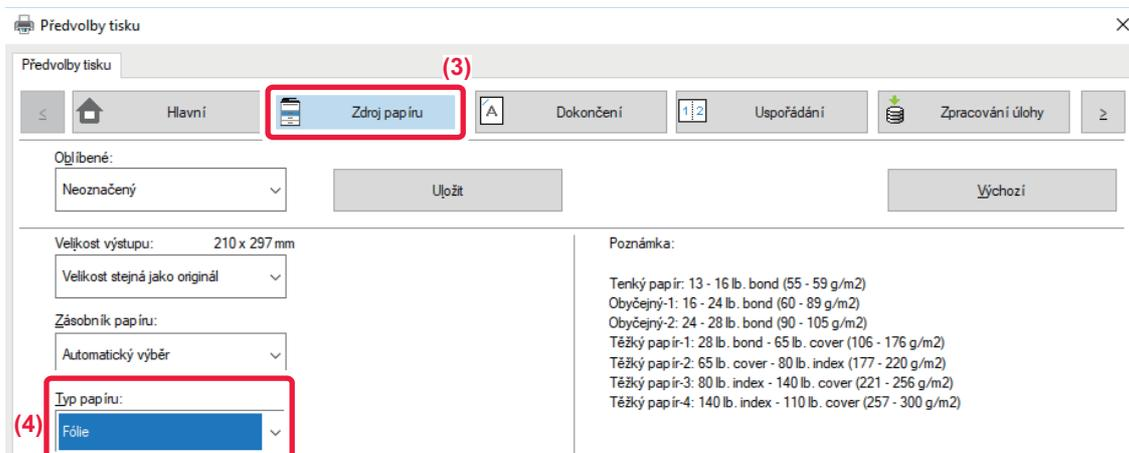 Předvolby tisku
Předvolby tisku
(3)
< Hlavní Zdroj papíru A Dokončení 1 2 Uspořádání Zpracování úlohy >
Oblíbené:
Neoznačený Uložit Výchozí
Velikost výstupu: 210 x 297 mm
Velikost stejná jako originál
Zásobník papíru:
Automatický výběr
Typ papíru:
(4) Fólie
Poznámka:
Tenký papír: 13 - 16 lb. bond (55 - 59 g/m2)
Obyčejný-1: 16 - 24 lb. bond (60 - 89 g/m2)
Obyčejný-2: 24 - 28 lb. bond (90 - 105 g/m2)
Těžký papír-1: 28 lb. bond - 65 lb. cover (106 - 176 g/m2)
Těžký papír-2: 65 lb. cover - 80 lb. index (177 - 220 g/m2)
Těžký papír-3: 80 lb. index - 140 lb. cover (221 - 256 g/m2)
Těžký papír-4: 140 lb. index - 110 lb. cover (257 - 300 g/m2)